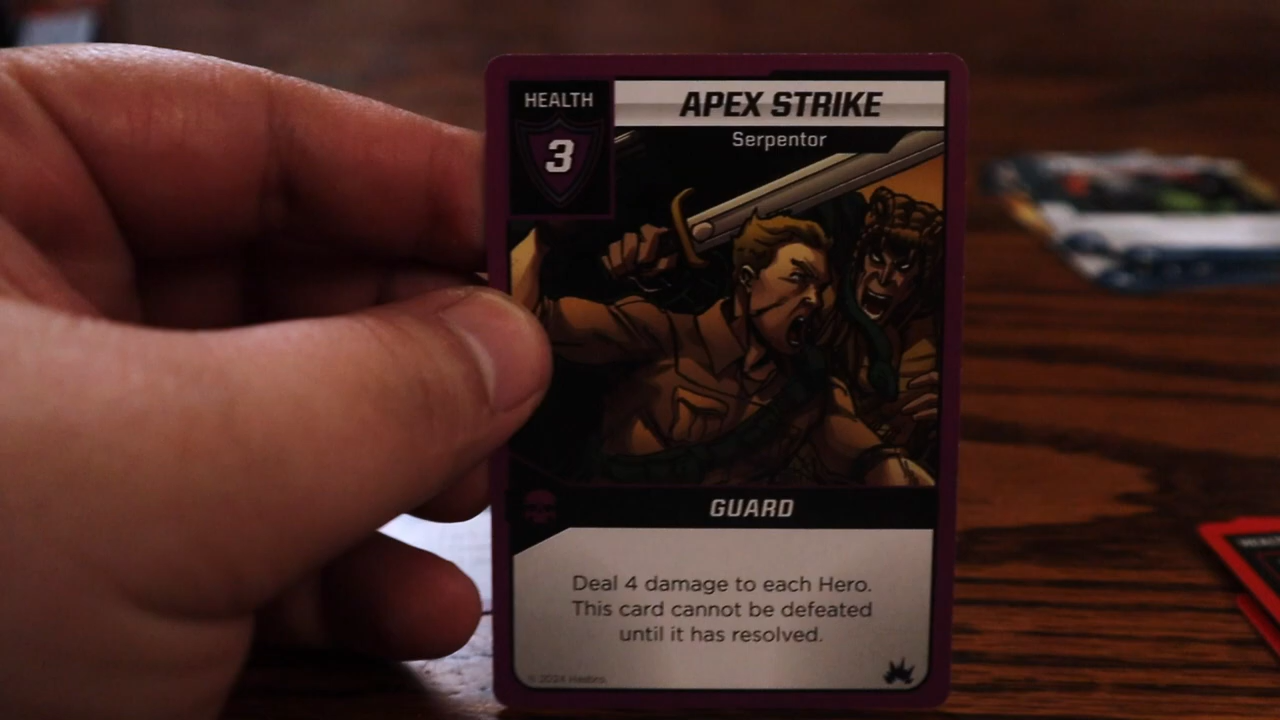 HEALTH
3
APEX STRIKE
Serpentor
GUARD
Deal 4 damage to each Hero.
This card cannot be defeated
until it has resolved.
© 2024 Hasbro.